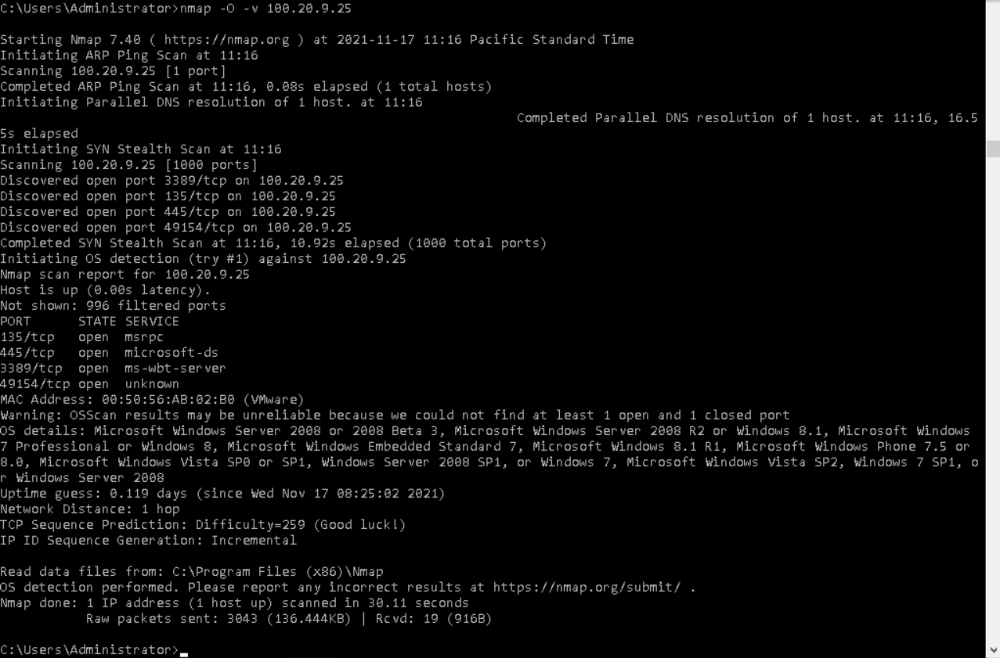 C:\Users\Administrator>nmap -O -v 100.20.9.25
Starting Nmap 7.40 ( https://nmap.org ) at 2021-11-17 11:16 Pacific Standard Time
Initiating ARP Ping Scan at 11:16
Scanning 100.20.9.25 [1 port]
Completed ARP Ping Scan at 11:16, 0.08s elapsed (1 total hosts)
Initiating Parallel DNS resolution of 1 host. at 11:16
Completed Parallel DNS resolution of 1 host. at 11:16, 16.5
5s elapsed
Initiating SYN Stealth Scan at 11:16
Scanning 100.20.9.25 [1000 ports]
Discovered open port 3389/tcp on 100.20.9.25
Discovered open port 135/tcp on 100.20.9.25
Discovered open port 445/tcp on 100.20.9.25
Discovered open port 49154/tcp on 100.20.9.25
Completed SYN Stealth Scan at 11:16, 10.92s elapsed (1000 total ports)
Initiating OS detection (try #1) against 100.20.9.25
Nmap scan report for 100.20.9.25
Host is up (0.00s latency).
Not shown: 996 filtered ports
PORT      STATE SERVICE
135/tcp   open  msrpc
445/tcp   open  microsoft-ds
3389/tcp  open  ms-wbt-server
49154/tcp open  unknown
MAC Address: 00:50:56:AB:02:B0 (VMware)
Warning: OSScan results may be unreliable because we could not find at least 1 open and 1 closed port
OS details: Microsoft Windows Server 2008 or 2008 Beta 3, Microsoft Windows Server 2008 R2 or Windows 8.1, Microsoft Windows
7 Professional or Windows 8, Microsoft Windows Embedded Standard 7, Microsoft Windows 8.1 R1, Microsoft Windows Phone 7.5 or
8.0, Microsoft Windows Vista SP0 or SP1, Windows Server 2008 SP1, or Windows 7, Microsoft Windows Vista SP2, Windows 7 SP1, o
r Windows Server 2008
Uptime guess: 0.119 days (since Wed Nov 17 08:25:02 2021)
Network Distance: 1 hop
TCP Sequence Prediction: Difficulty=259 (Good luck!)
IP ID Sequence Generation: Incremental
Read data files from: C:\Program Files (x86)\Nmap
OS detection performed. Please report any incorrect results at https://nmap.org/submit/ .
Nmap done: 1 IP address (1 host up) scanned in 30.11 seconds
Raw packets sent: 3043 (136.444KB) | Rcvd: 19 (916B)
C:\Users\Administrator>